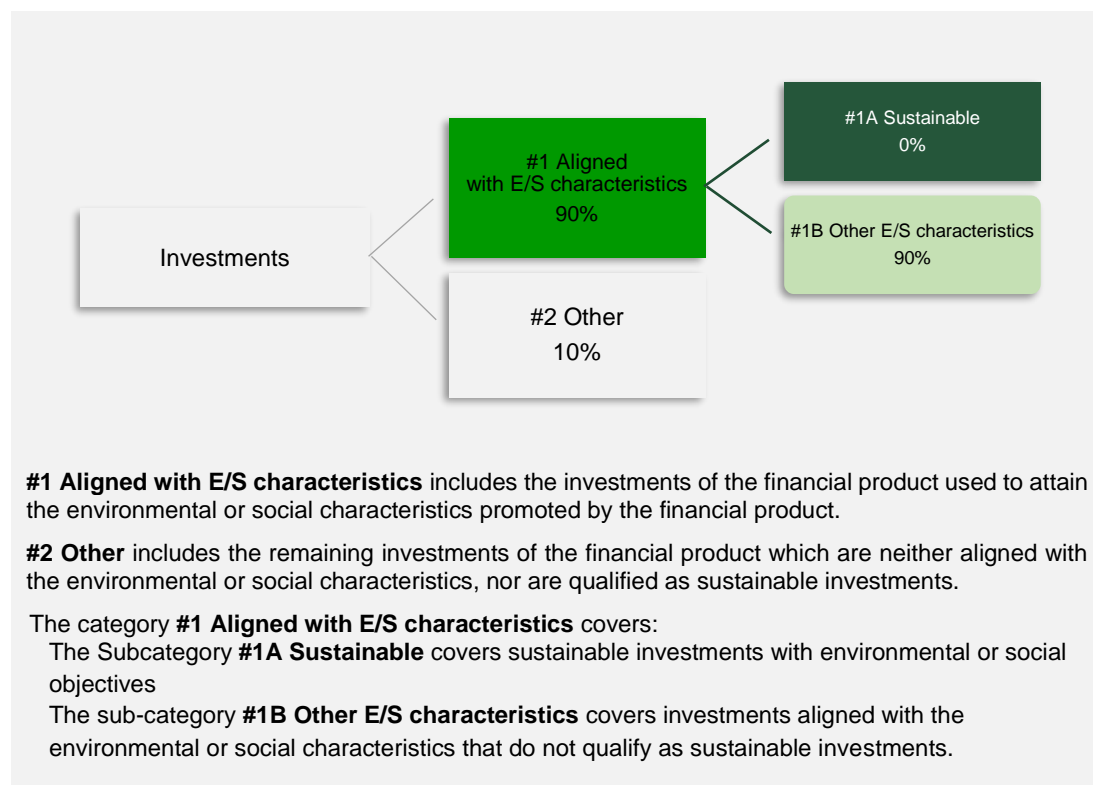 Investments
#1 Aligned
with E/S characteristics
90%
#2 Other
10%
#1A Sustainable
0%
#1B Other E/S characteristics
90%
#1 Aligned with E/S characteristics includes the investments of the financial product used to attain
the environmental or social characteristics promoted by the financial product.
#2 Other includes the remaining investments of the financial product which are neither aligned with
the environmental or social characteristics, nor are qualified as sustainable investments.
The category #1 Aligned with E/S characteristics covers:
The Subcategory #1A Sustainable covers sustainable investments with environmental or social
objectives
The sub-category #1B Other E/S characteristics covers investments aligned with the
environmental or social characteristics that do not qualify as sustainable investments.